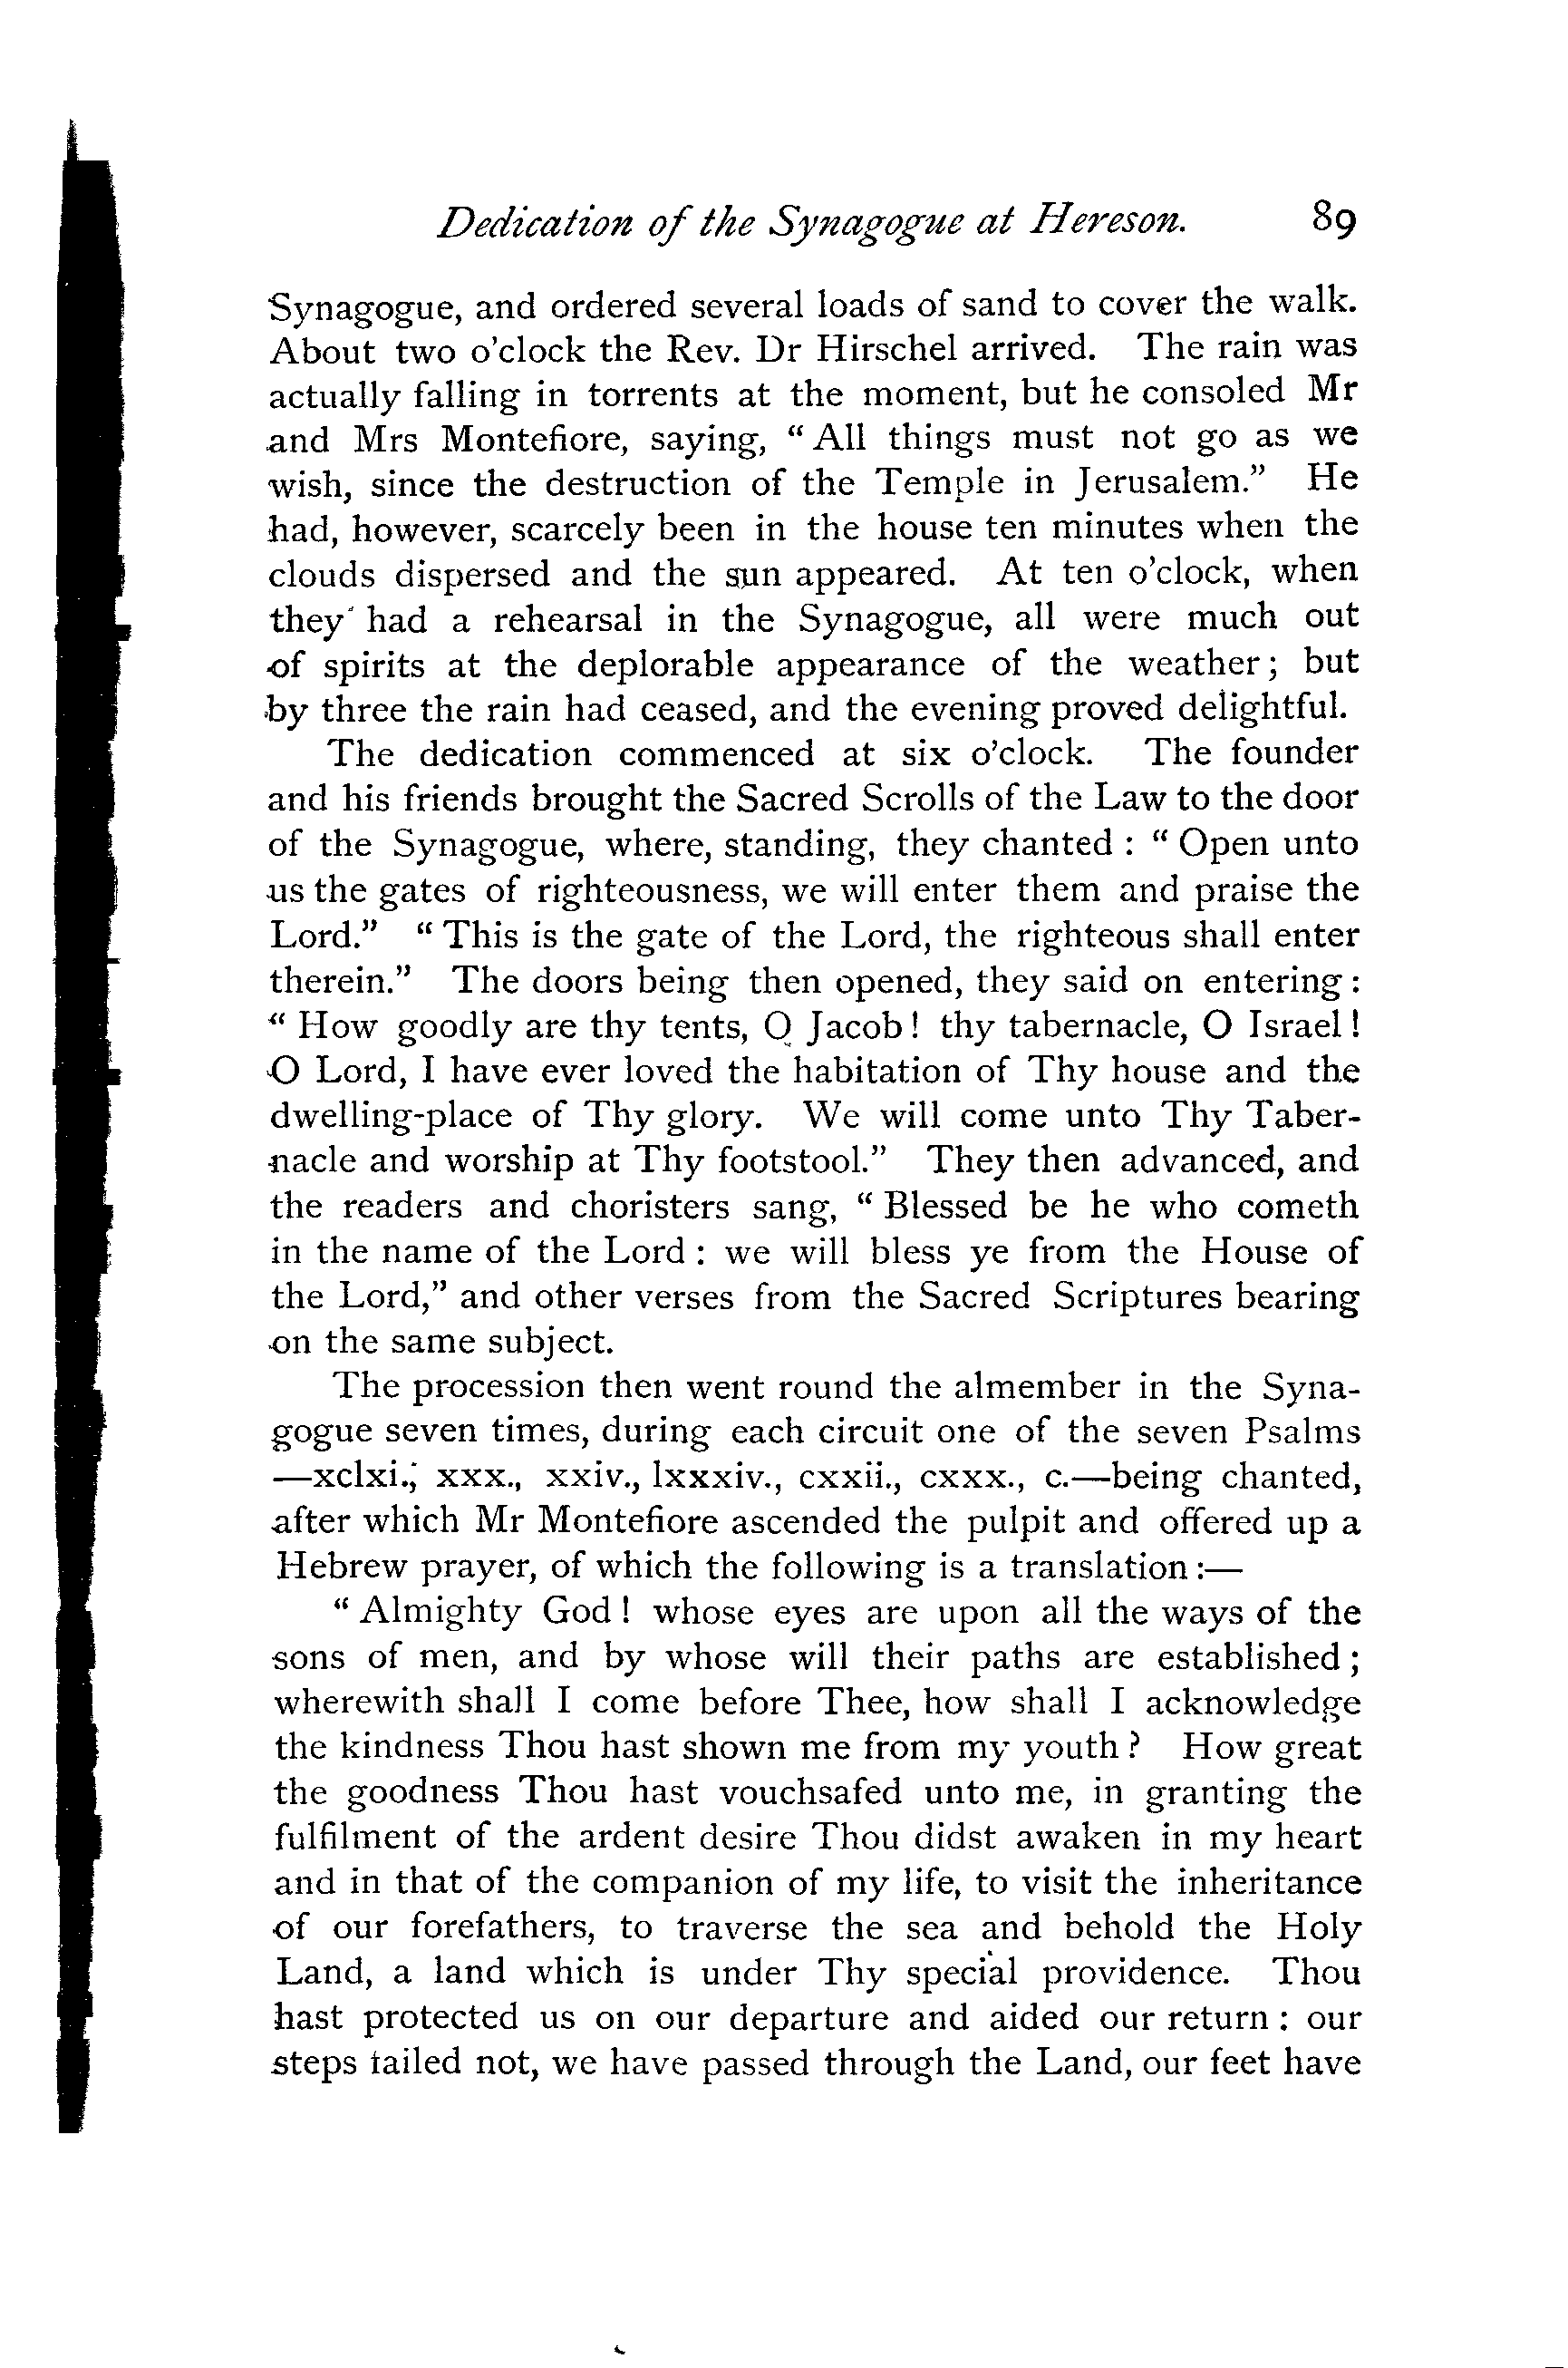 Dedication of the Synagogue at Hereson. 89
Synagogue, and ordered several loads of sand to cover the walk.
About two o'clock the Rev. Dr Hirschel arrived. The rain was
actually falling in torrents at the moment, but he consoled Mr
and Mrs Montefiore, saying, " All things must not go as we
wish, since the destruction of the Temple in Jerusalem." He
had, however, scarcely been in the house ten minutes when the
clouds dispersed and the sun appeared. At ten o'clock, when
they had a rehearsal in the Synagogue, all were much out
of spirits at the deplorable appearance of the weather; but
by three the rain had ceased, and the evening proved delightful.
The dedication commenced at six o'clock. The founder
and his friends brought the Sacred Scrolls of the Law to the door
of the Synagogue, where, standing, they chanted : " Open unto
us the gates of righteousness, we will enter them and praise the
Lord." " This is the gate of the Lord, the righteous shall enter
therein." The doors being then opened, they said on entering :
" How goodly are thy tents, O Jacob ! thy tabernacle, O Israel !
O Lord, I have ever loved the habitation of Thy house and the
dwelling-place of Thy glory. We will come unto Thy Taber-
nacle and worship at Thy footstool." They then advanced, and
the readers and choristers sang, " Blessed be he who cometh
in the name of the Lord : we will bless ye from the House of
the Lord," and other verses from the Sacred Scriptures bearing
on the same subject.
The procession then went round the almember in the Syna-
gogue seven times, during each circuit one of the seven Psalms
—xclxi., xxx., xxiv., lxxxiv., cxxii., cxxx., c.—being chanted,
after which Mr Montefiore ascended the pulpit and offered up a
Hebrew prayer, of which the following is a translation :—
" Almighty God ! whose eyes are upon all the ways of the
sons of men, and by whose will their paths are established ;
wherewith shall I come before Thee, how shall I acknowledge
the kindness Thou hast shown me from my youth ? How great
the goodness Thou hast vouchsafed unto me, in granting the
fulfilment of the ardent desire Thou didst awaken in my heart
and in that of the companion of my life, to visit the inheritance
of our forefathers, to traverse the sea and behold the Holy
Land, a land which is under Thy special providence. Thou
hast protected us on our departure and aided our return : our
steps failed not, we have passed through the Land, our feet have